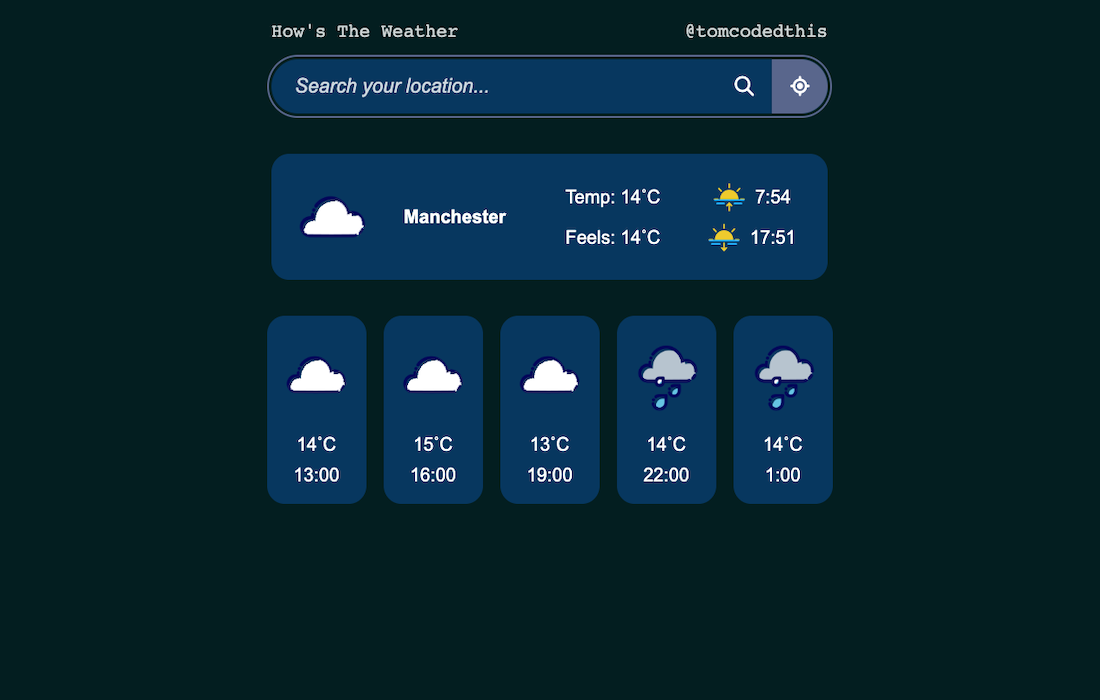 How's The Weather
@tomcodedthis
Search your location...
Manchester
Temp: 14°C
Feels: 14°C
7:54
17:51
14°C
13:00
15°C
16:00
13°C
19:00
14°C
22:00
14°C
1:00